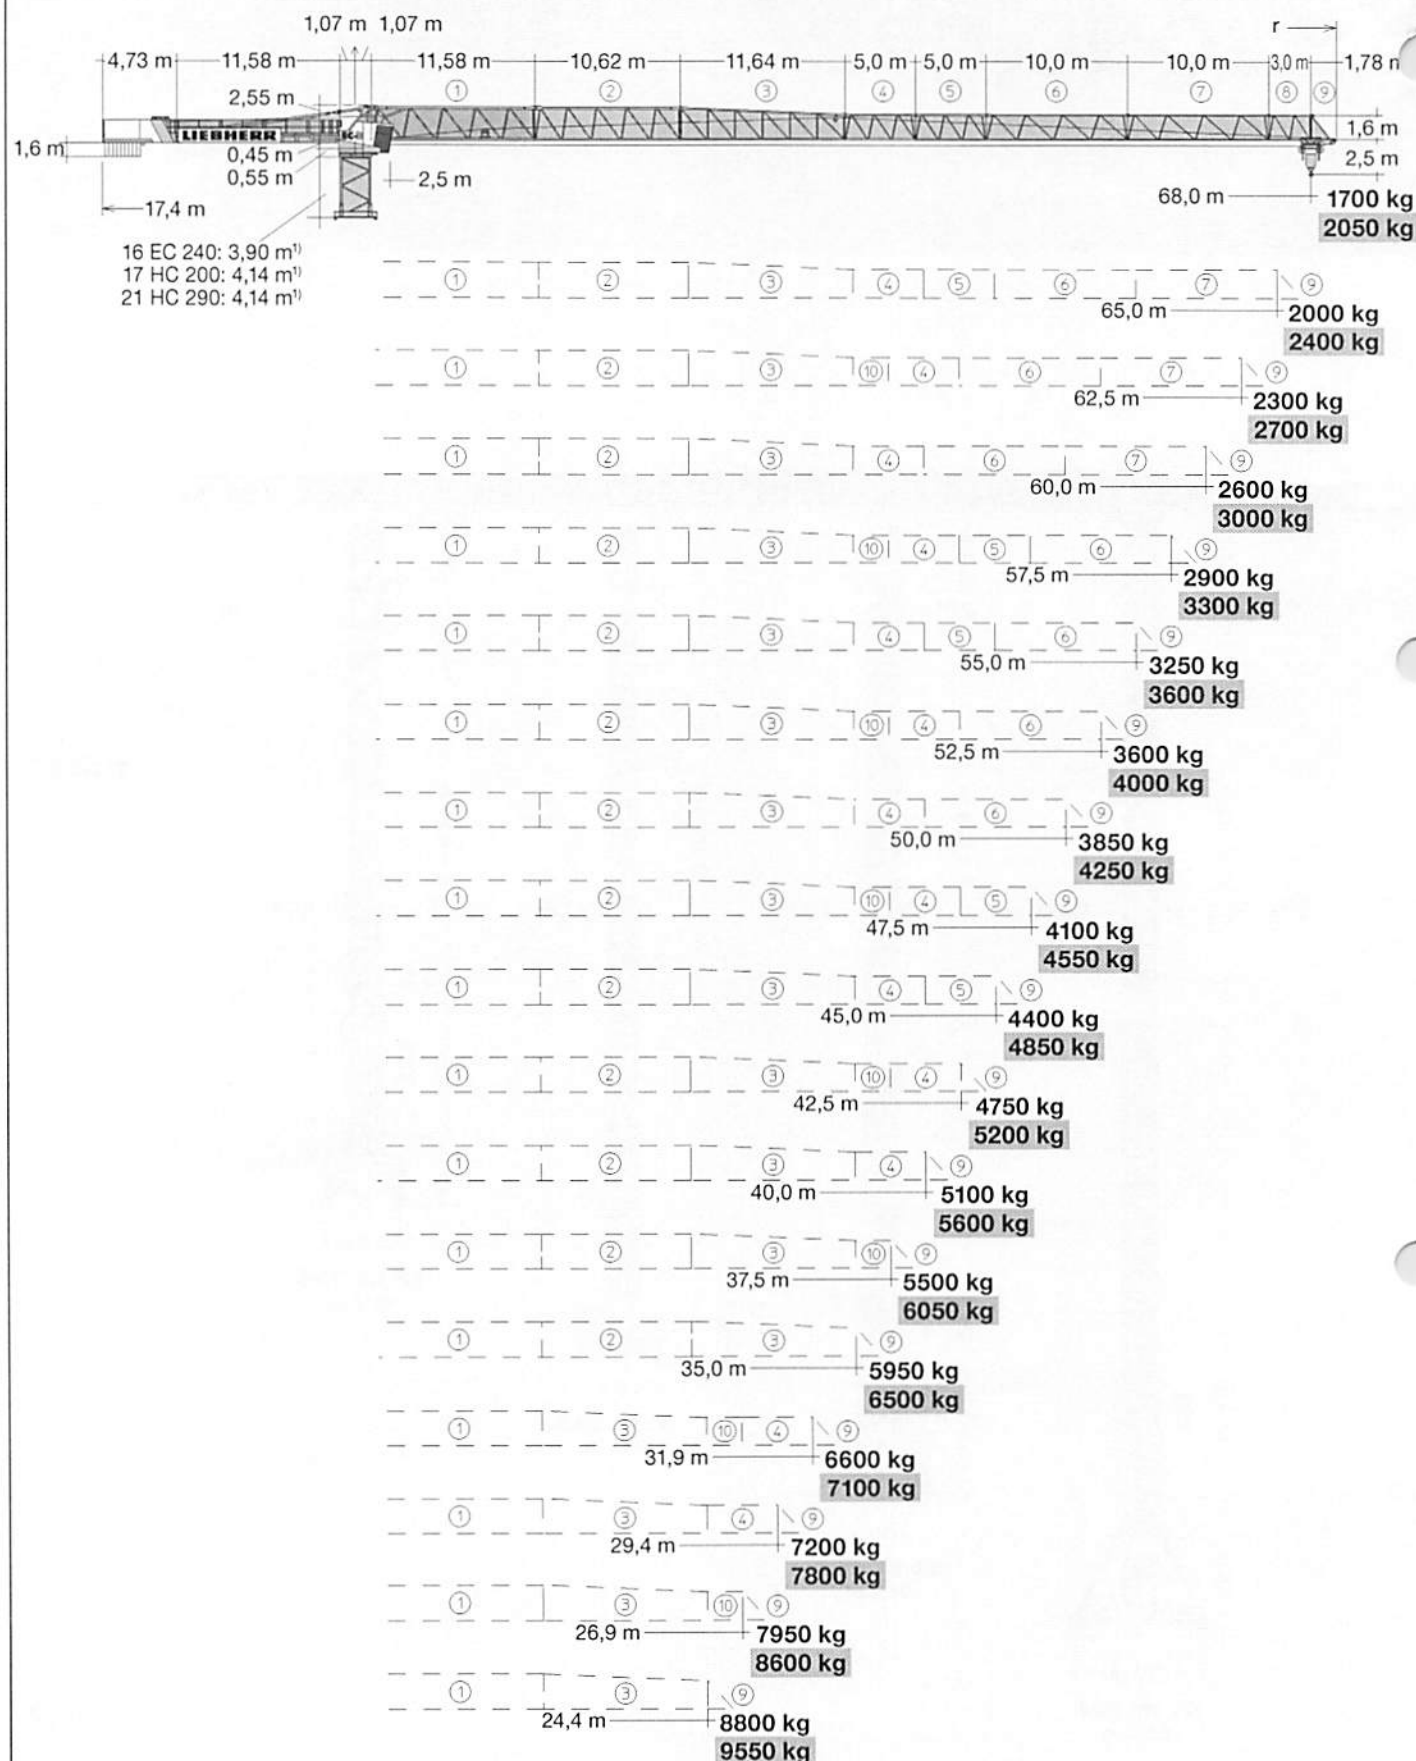 1,07 m 1,07 m
r
4,73 m 11,58 m 11,58 m 10,62 m 11,64 m 5,0 m 5,0 m 10,0 m 10,0 m 3,0 m 1,78 m
① ② ③ ④ ⑤ ⑥ ⑦ ⑧ ⑨
2,55 m
LIEBHERR
1,6 m
1,6 m
0,45 m
2,5 m
0,55 m
2,5 m
17,4 m
68,0 m 1700 kg
2050 kg
16 EC 240: 3,90 m¹⁾
17 HC 200: 4,14 m¹⁾
21 HC 290: 4,14 m¹⁾
① ② ③ ④ ⑤ ⑥ ⑦ ⑨
65,0 m 2000 kg
2400 kg
① ② ③ ⑩ ④ ⑥ ⑦ ⑨
62,5 m 2300 kg
2700 kg
① ② ③ ④ ⑥ ⑦ ⑨
60,0 m 2600 kg
3000 kg
① ② ③ ⑩ ④ ⑤ ⑥ ⑨
57,5 m 2900 kg
3300 kg
① ② ③ ④ ⑤ ⑥ ⑨
55,0 m 3250 kg
3600 kg
① ② ③ ⑩ ④ ⑥ ⑨
52,5 m 3600 kg
4000 kg
① ② ③ ④ ⑥ ⑨
50,0 m 3850 kg
4250 kg
① ② ③ ⑩ ④ ⑤ ⑨
47,5 m 4100 kg
4550 kg
① ② ③ ④ ⑤ ⑨
45,0 m 4400 kg
4850 kg
① ② ③ ⑩ ④ ⑨
42,5 m 4750 kg
5200 kg
① ② ③ ④ ⑨
40,0 m 5100 kg
5600 kg
① ② ③ ⑩ ⑨
37,5 m 5500 kg
6050 kg
① ② ③ ⑨
35,0 m 5950 kg
6500 kg
① ③ ⑩ ④ ⑨
31,9 m 6600 kg
7100 kg
① ③ ④ ⑨
29,4 m 7200 kg
7800 kg
① ③ ⑩ ⑨
26,9 m 7950 kg
8600 kg
① ③ ⑨
24,4 m 8800 kg
9550 kg